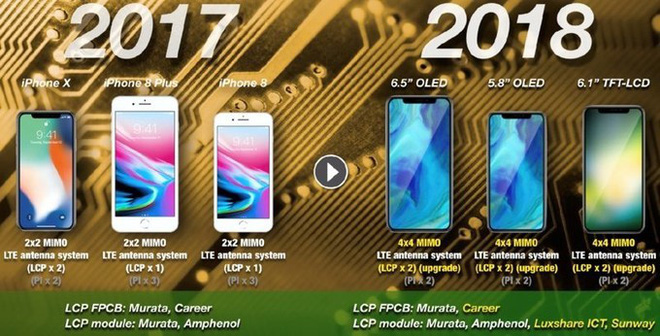 2017
2018
iPhone X
iPhone 8 Plus
iPhone 8
6.5” OLED
5.8” OLED
6.1” TFT-LCD
9:41
9:41
9:41
2x2 MIMO
LTE antenna system
(LCP x 2)
(PI x 2)
2x2 MIMO
LTE antenna system
(LCP x 1)
(PI x 3)
2x2 MIMO
LTE antenna system
(LCP x 1)
(PI x 3)
4x4 MIMO
LTE antenna system
(LCP x 2) (upgrade)
(PI x 2)
4x4 MIMO
LTE antenna system
(LCP x 2) (upgrade)
(PI x 2)
4x4 MIMO
LTE antenna system
(LCP x 2) (upgrade)
(PI x 2)
LCP FPCB: Murata, Career
LCP module: Murata, Amphenol
LCP FPCB: Murata, Career
LCP module: Murata, Amphenol, Luxshare ICT, Sunway